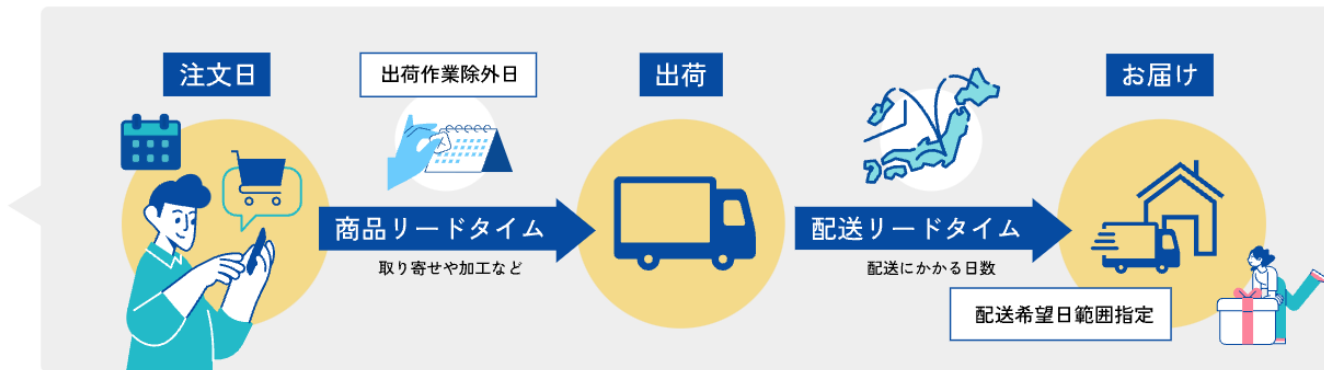 注文日
出荷作業除外日
出荷
お届け
商品リードタイム
取り寄せや加工など
配送リードタイム
配送にかかる日数
配送希望日範囲指定